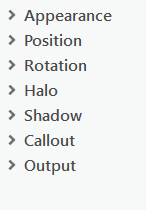 Appearance
Position
Rotation
Halo
Shadow
Callout
Output